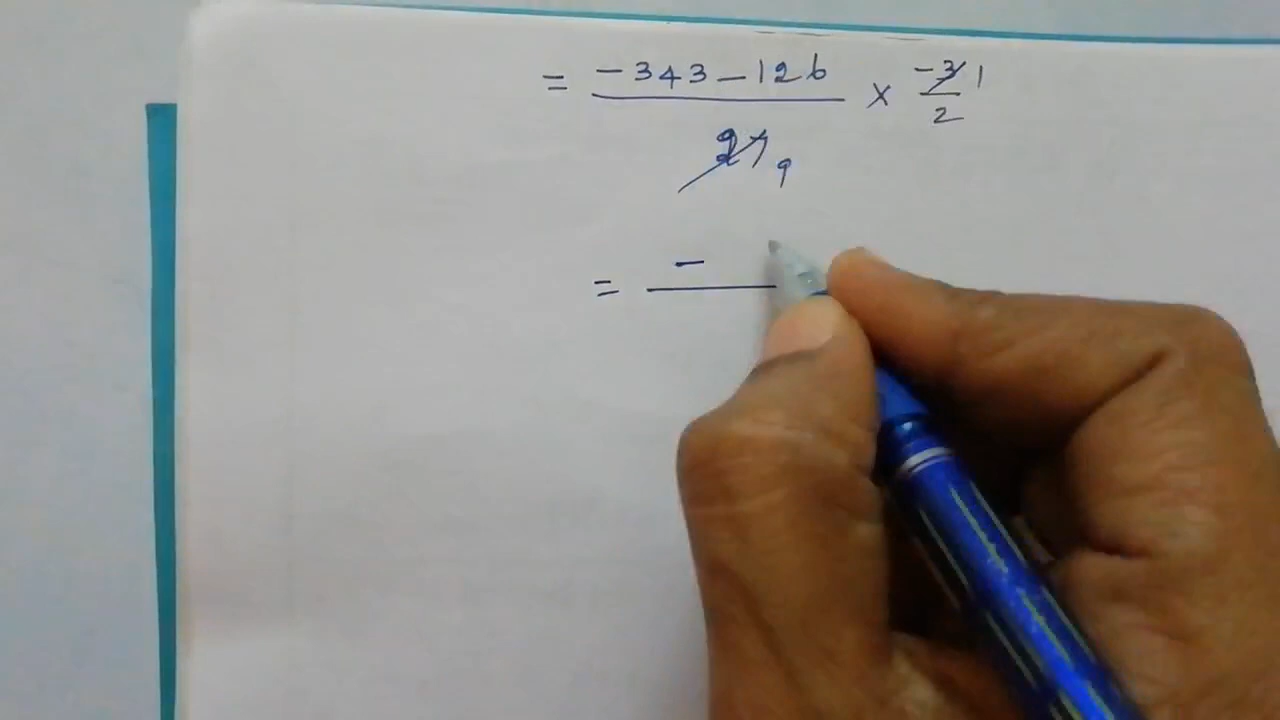 = -343-126 × -3 1
27 9 2
= -